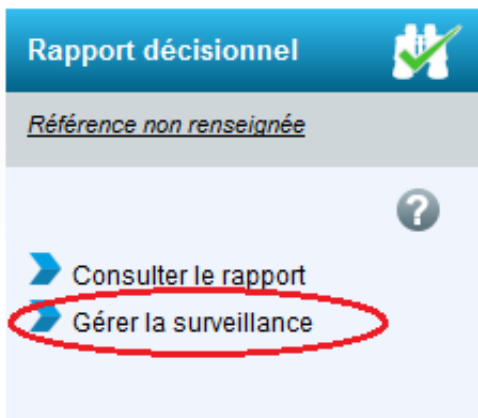 Rapport décisionnel
Référence non renseignée
?
Consulter le rapport
Gérer la surveillance